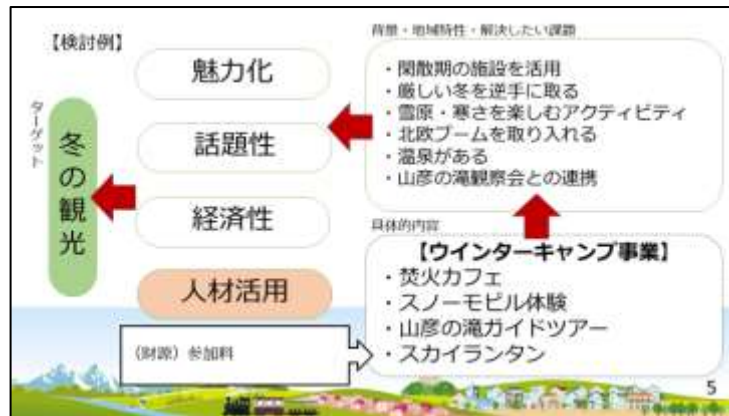 【検討例】
ターゲット
冬の観光
魅力化
話題性
経済性
人材活用
(財源)参加料
背景・地域特性・解決したい課題
・閑散期の施設を活用
・厳しい冬を逆手に取る
・雪原・寒さを楽しむアクティビティ
・北欧ブームを取り入れる
・温泉がある
・山彦の滝観察会との連携
具体的内容
【ウインターキャンプ事業】
・焚火カフェ
・スノーモビル体験
・山彦の滝ガイドツアー
・スカイランタン
5